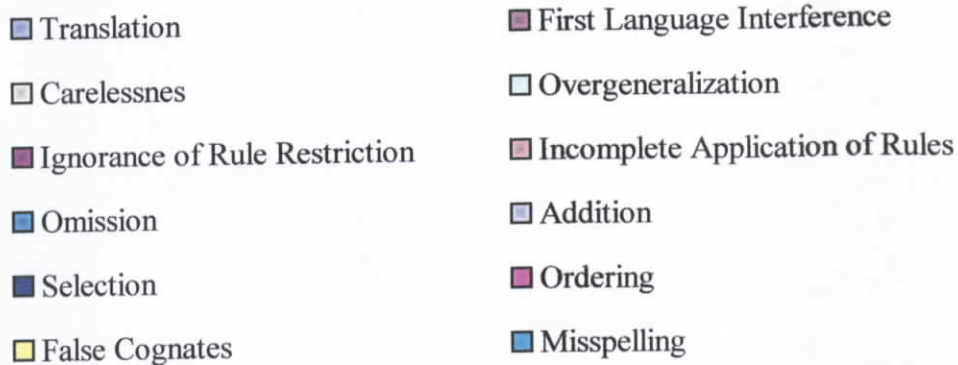 Translation
First Language Interference
Carelessnes
Overgeneralization
Ignorance of Rule Restriction
Incomplete Application of Rules
Omission
Addition
Selection
Ordering
False Cognates
Misspelling